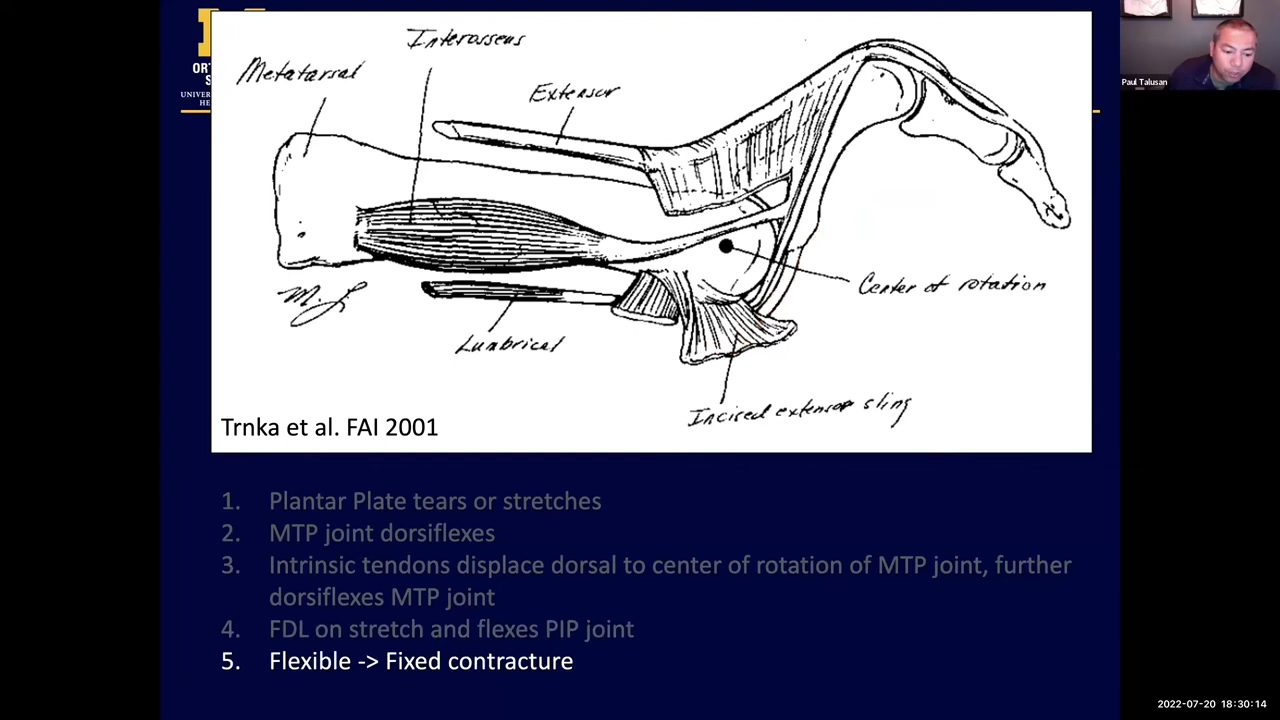 ORT
S
UNIVER
HE
Interosseus
Metatarsal
Extensor
Center of rotation
Lumbrical
Incised extensor sling
Trnka et al. FAI 2001
1. Plantar Plate tears or stretches
2. MTP joint dorsiflexes
3. Intrinsic tendons displace dorsal to center of rotation of MTP joint, further
dorsiflexes MTP joint
4. FDL on stretch and flexes PIP joint
5. Flexible -> Fixed contracture
Paul Talusan
2022-07-20 18:30:14